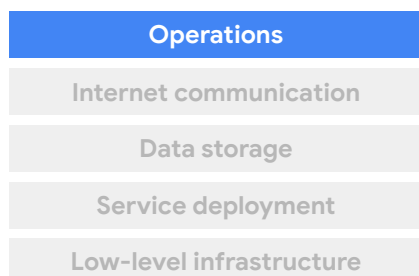 Operations
Internet communication
Data storage
Service deployment
Low-level infrastructure